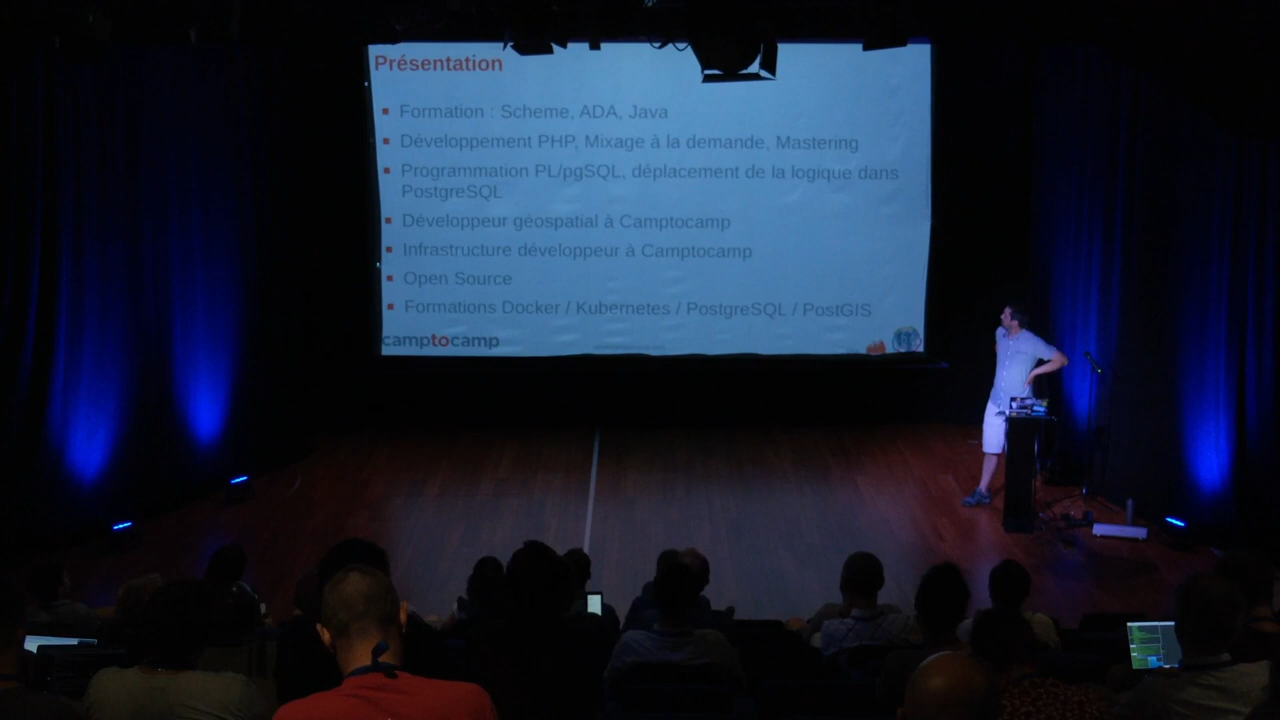 Présentation
Formation : Scheme, ADA, Java
Développement PHP, Mixage à la demande, Mastering
Programmation PL/pgSQL, déplacement de la logique dans
PostgreSQL
Développeur géospatial à Camptocamp
Infrastructure développeur à Camptocamp
Open Source
Formations Docker / Kubernetes / PostgreSQL / PostGIS
camptocamp